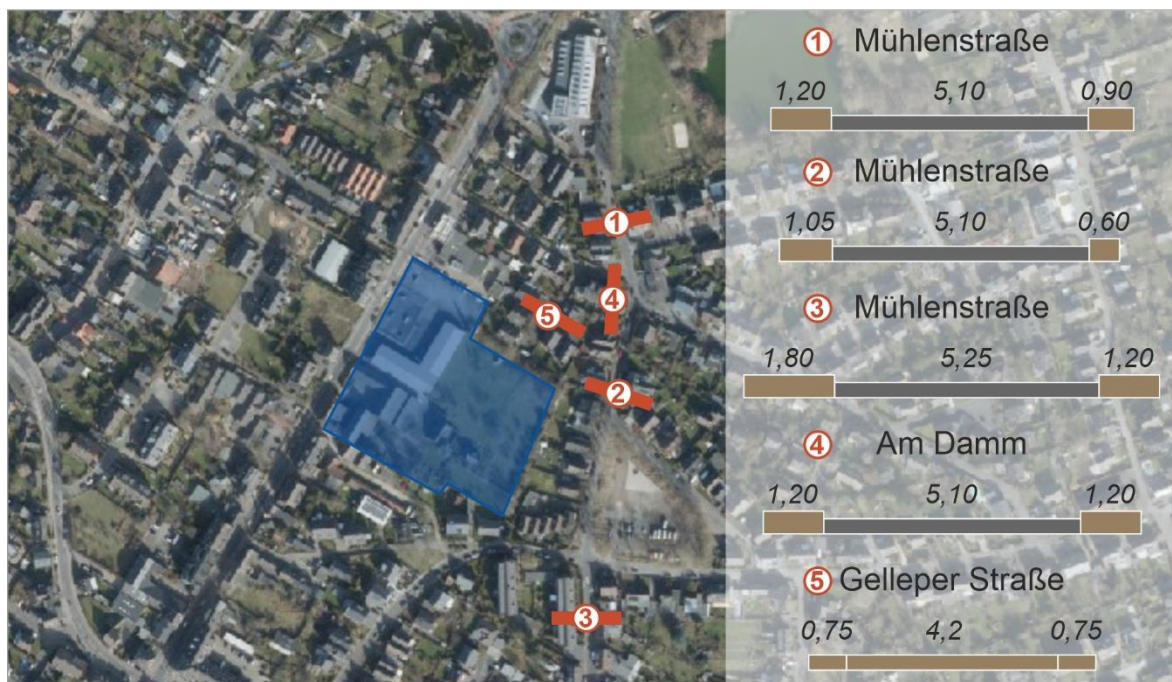 1
5
4
2
3
1 Mühlenstraße
1,20 5,10 0,90
2 Mühlenstraße
1,05 5,10 0,60
3 Mühlenstraße
1,80 5,25 1,20
4 Am Damm
1,20 5,10 1,20
5 Gelleper Straße
0,75 4,2 0,75